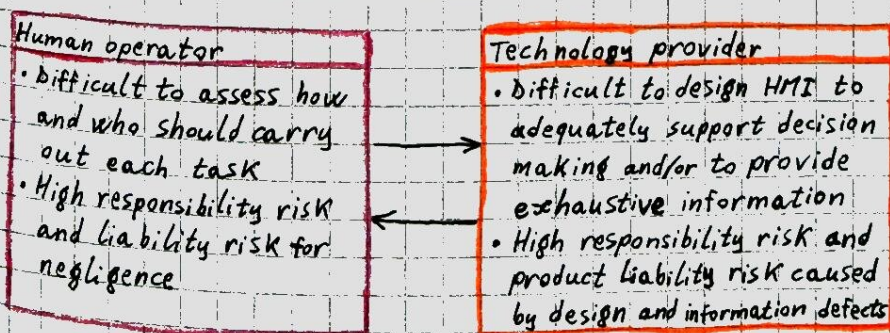 Human operator
• Difficult to assess how
and who should carry
out each task
• High responsibility risk
and liability risk for
negligence
Technology provider
• Difficult to design HMI to
adequately support decision
making and/or to provide
exhaustive information
• High responsibility risk and
product liability risk caused
by design and information defects